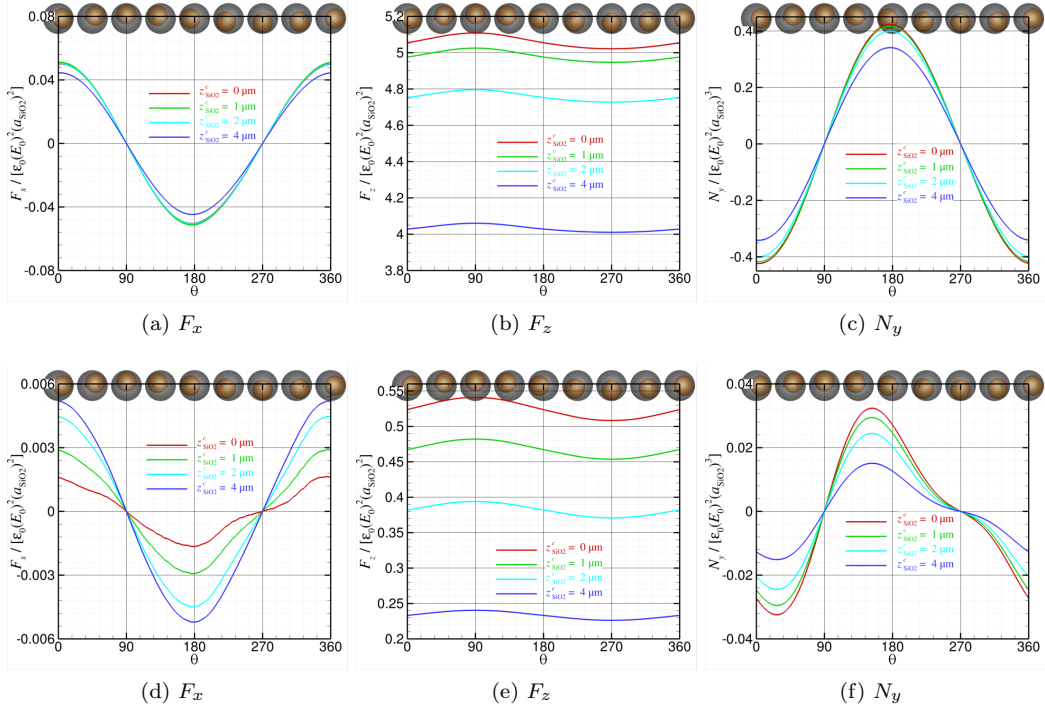 0.08
0.04
0
-0.04
-0.08
F_x / [ε_0(E_0)^2(a_SiO2)^2]
z^c_SiO2 = 0 μm
z^c_SiO2 = 1 μm
z^c_SiO2 = 2 μm
z^c_SiO2 = 4 μm
0 90 180 270 360
θ
(a) F_x
5.2
5
4.8
4.6
4.4
4.2
4
3.8
F_z / [ε_0(E_0)^2(a_SiO2)^2]
z^c_SiO2 = 0 μm
z^c_SiO2 = 1 μm
z^c_SiO2 = 2 μm
z^c_SiO2 = 4 μm
0 90 180 270 360
θ
(b) F_z
0.4
0.2
0
-0.2
-0.4
N_y / [ε_0(E_0)^2(a_SiO2)^3]
z^c_SiO2 = 0 μm
z^c_SiO2 = 1 μm
z^c_SiO2 = 2 μm
z^c_SiO2 = 4 μm
0 90 180 270 360
θ
(c) N_y
0.006
0.003
0
-0.003
-0.006
F_x / [ε_0(E_0)^2(a_SiO2)^2]
z^c_SiO2 = 0 μm
z^c_SiO2 = 1 μm
z^c_SiO2 = 2 μm
z^c_SiO2 = 4 μm
0 90 180 270 360
θ
(d) F_x
0.55
0.5
0.45
0.4
0.35
0.3
0.25
0.2
F_z / [ε_0(E_0)^2(a_SiO2)^2]
z^c_SiO2 = 0 μm
z^c_SiO2 = 1 μm
z^c_SiO2 = 2 μm
z^c_SiO2 = 4 μm
0 90 180 270 360
θ
(e) F_z
0.04
0.02
0
-0.02
-0.04
N_y / [ε_0(E_0)^2(a_SiO2)^3]
z^c_SiO2 = 0 μm
z^c_SiO2 = 1 μm
z^c_SiO2 = 2 μm
z^c_SiO2 = 4 μm
0 90 180 270 360
θ
(f) N_y